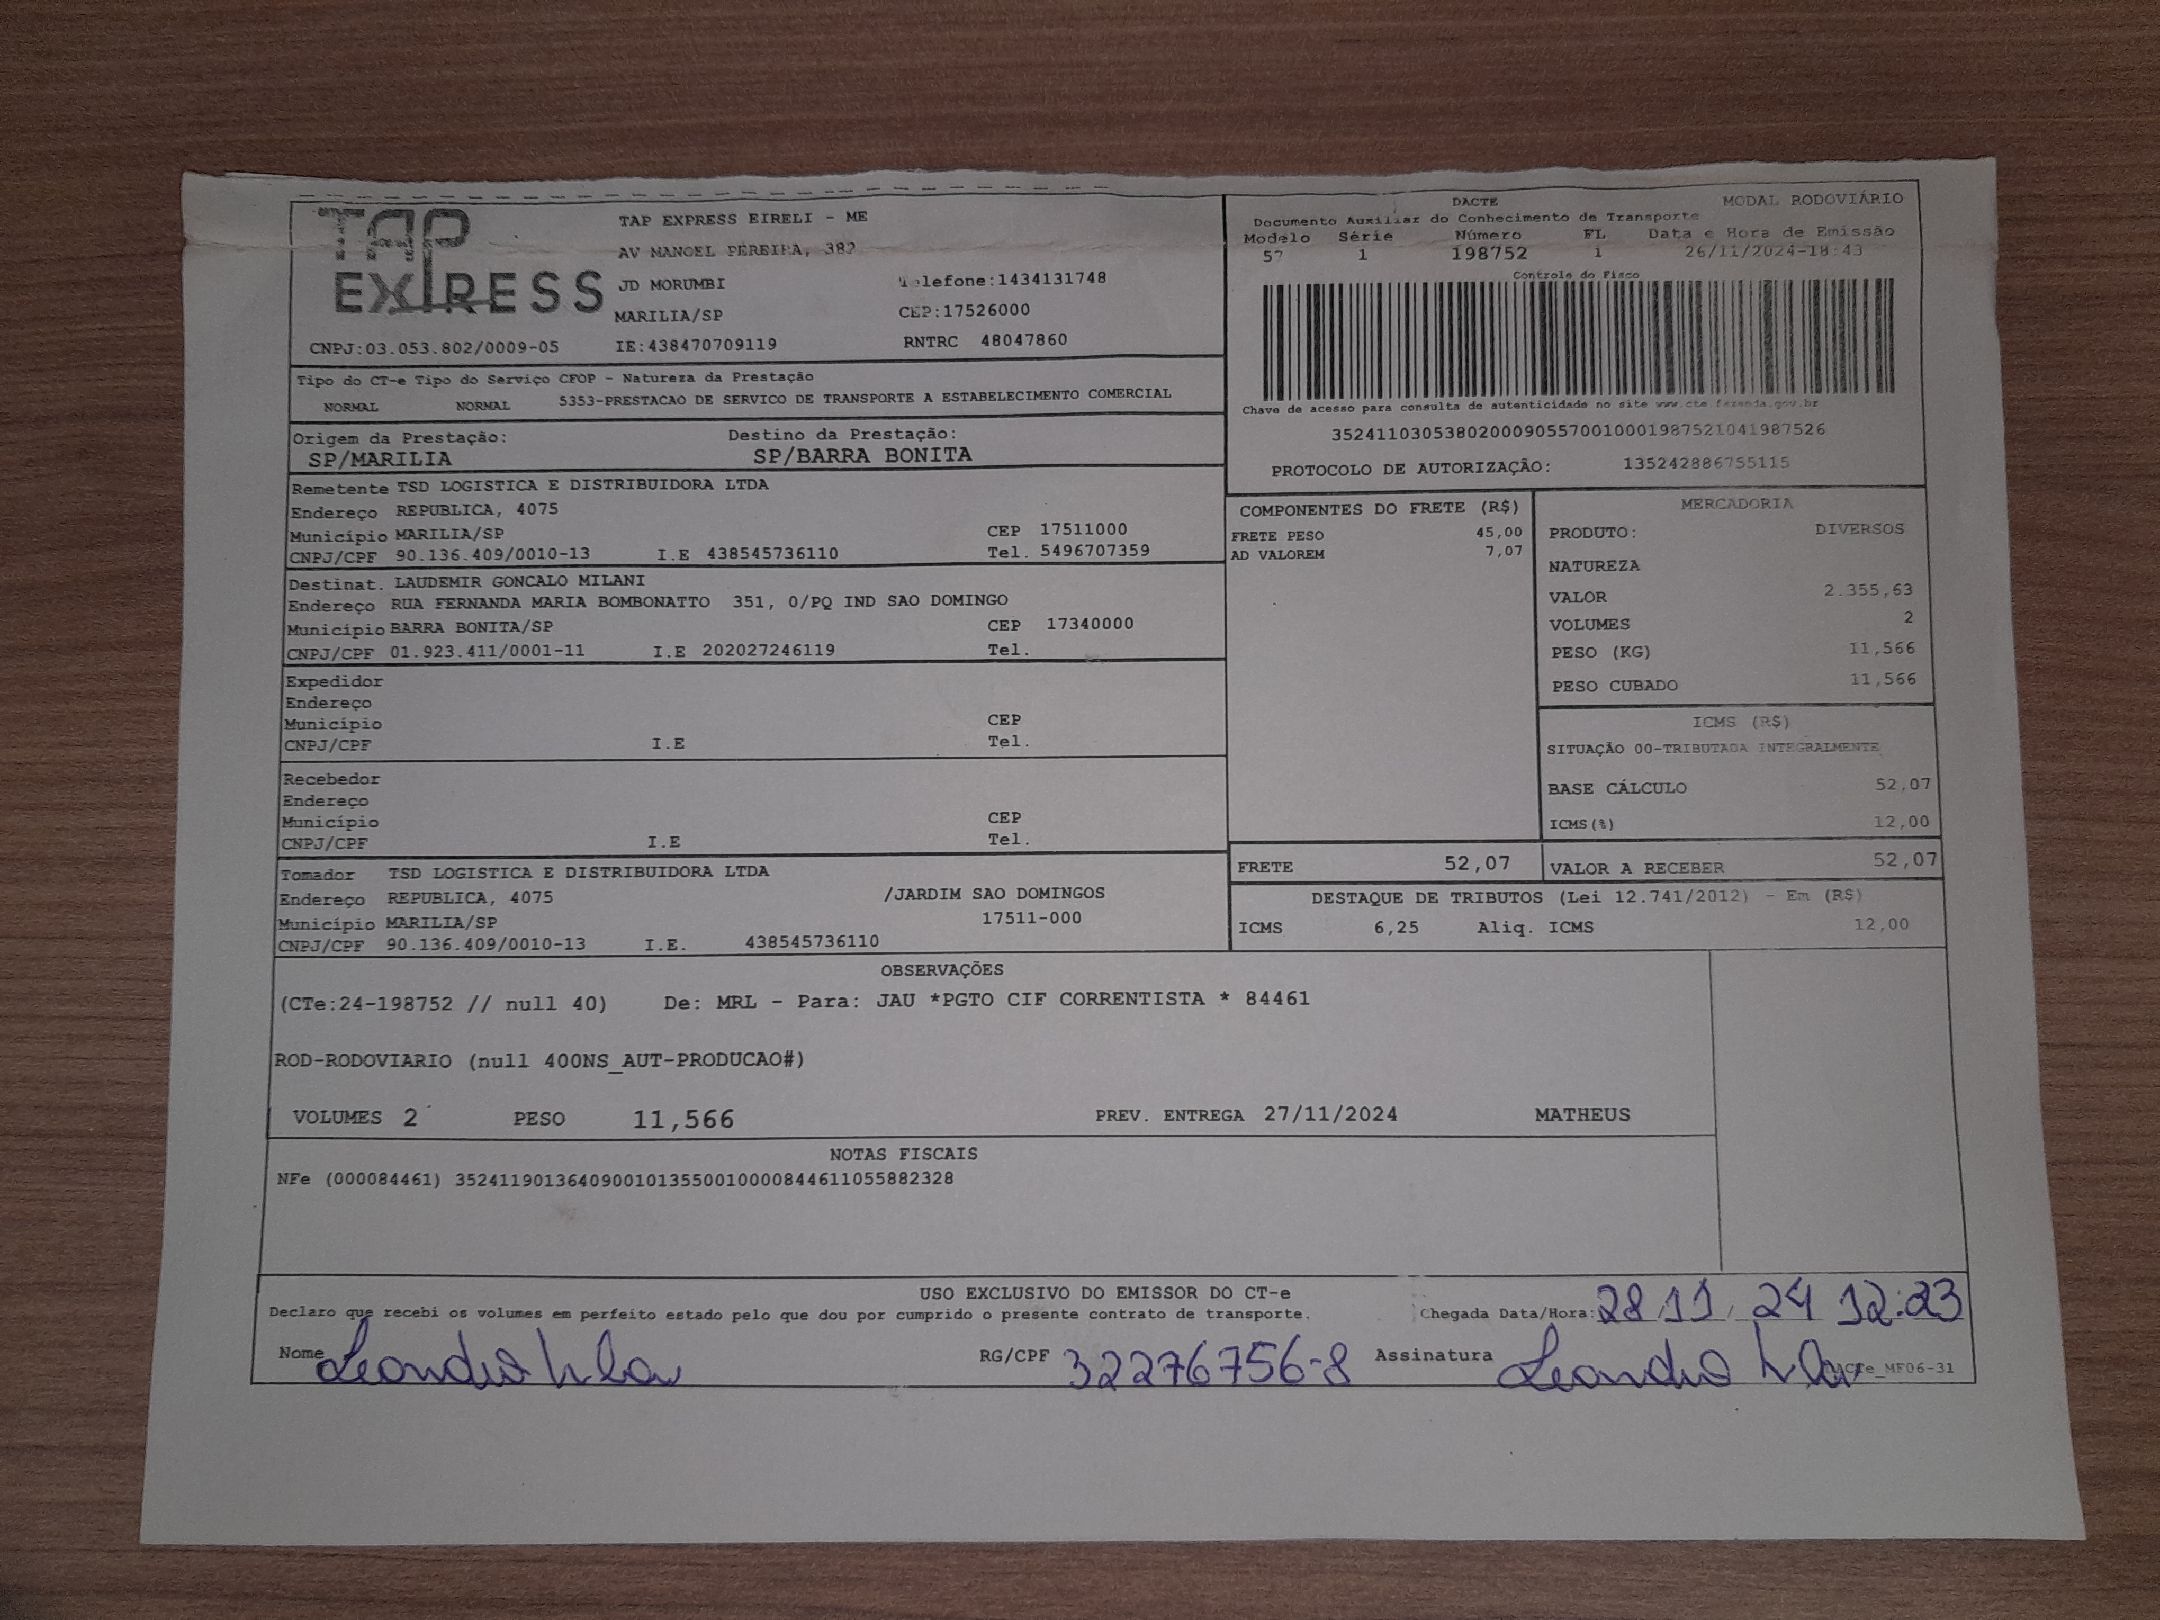 TAP EXPRESS
TAP EXPRESS EIRELI - ME
AV MANOEL PEREIRA, 382
JD MORUMBI Telefone:1434131748
MARILIA/SP CEP:17526000
CNPJ:03.053.802/0009-05 IE:438470709119 RNTRC 48047860
DACTE MODAL RODOVIÁRIO
Documento Auxiliar do Conhecimento de Transporte
Modelo Série Número FL Data e Hora de Emissão
57 1 198752 1 26/11/2024-18:43
Controle do Fisco
Chave de acesso para consulta de autenticidade no site www.cte.fazenda.gov.br
35241103053802000905570010001987521041987526
PROTOCOLO DE AUTORIZAÇÃO: 135242886755115
Tipo do CT-e Tipo do Serviço CFOP - Natureza da Prestação
NORMAL NORMAL 5353-PRESTACAO DE SERVICO DE TRANSPORTE A ESTABELECIMENTO COMERCIAL
Origem da Prestação: Destino da Prestação:
SP/MARILIA SP/BARRA BONITA
Remetente TSD LOGISTICA E DISTRIBUIDORA LTDA
Endereço REPUBLICA, 4075
Município MARILIA/SP CEP 17511000
CNPJ/CPF 90.136.409/0010-13 I.E 438545736110 Tel. 5496707359
Destinat. LAUDEMIR GONCALO MILANI
Endereço RUA FERNANDA MARIA BOMBONATTO 351, 0/PQ IND SAO DOMINGO
Município BARRA BONITA/SP CEP 17340000
CNPJ/CPF 01.923.411/0001-11 I.E 202027246119 Tel.
Expedidor
Endereço
Município CEP
CNPJ/CPF I.E Tel.
Recebedor
Endereço
Município CEP
CNPJ/CPF I.E Tel.
Tomador TSD LOGISTICA E DISTRIBUIDORA LTDA
Endereço REPUBLICA, 4075 /JARDIM SAO DOMINGOS
Município MARILIA/SP 17511-000
CNPJ/CPF 90.136.409/0010-13 I.E. 438545736110
COMPONENTES DO FRETE (R$)
FRETE PESO 45,00
AD VALOREM 7,07
MERCADORIA
PRODUTO: DIVERSOS
NATUREZA
VALOR 2.355,63
VOLUMES 2
PESO (KG) 11,566
PESO CUBADO 11,566
ICMS (R$)
SITUAÇÃO 00-TRIBUTADA INTEGRALMENTE
BASE CÁLCULO 52,07
ICMS(%) 12,00
FRETE 52,07 VALOR A RECEBER 52,07
DESTAQUE DE TRIBUTOS (Lei 12.741/2012) - Em (R$)
ICMS 6,25 Aliq. ICMS 12,00
OBSERVAÇÕES
(CTe:24-198752 // null 40) De: MRL - Para: JAU *PGTO CIF CORRENTISTA * 84461
ROD-RODOVIARIO (null 400NS_AUT-PRODUCAO#)
VOLUMES 2 PESO 11,566 PREV. ENTREGA 27/11/2024 MATHEUS
NOTAS FISCAIS
NFe (000084461) 35241190136409001013550010000844611055882328
USO EXCLUSIVO DO EMISSOR DO CT-e
Declaro que recebi os volumes em perfeito estado pelo que dou por cumprido o presente contrato de transporte. Chegada Data/Hora: 28/11/24 12:23
Nome Leandro RG/CPF 32276756-8 Assinatura Leandro DACTe_MF06-31